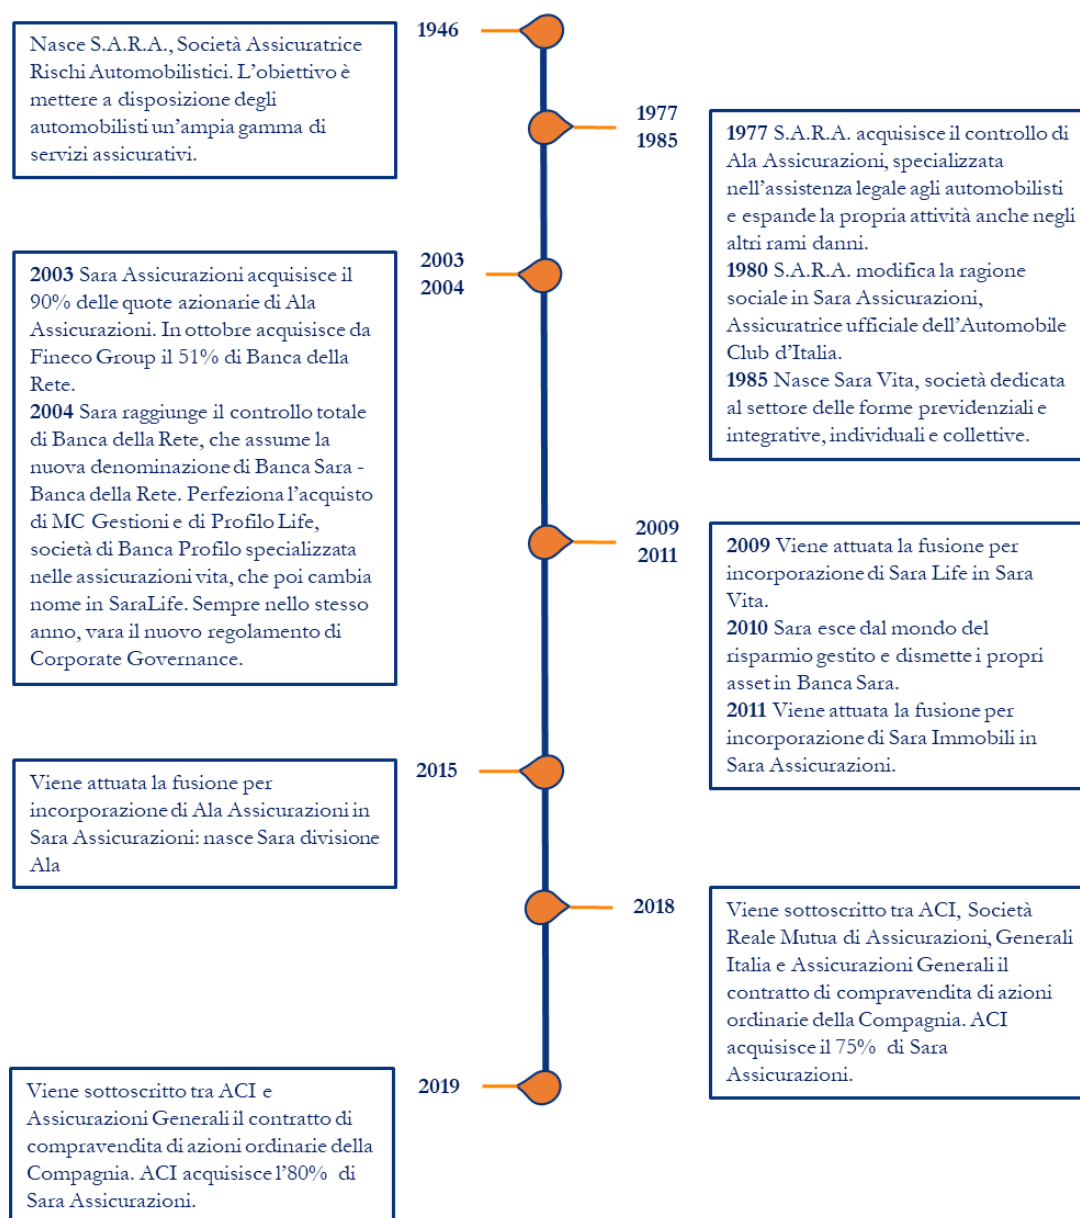 1946
Nasce S.A.R.A., Società Assicuratrice
Rischi Automobilistici. L'obiettivo è
mettere a disposizione degli
automobilisti un'ampia gamma di
servizi assicurativi.
1977
1985
1977 S.A.R.A. acquisisce il controllo di
Ala Assicurazioni, specializzata
nell'assistenza legale agli automobilisti
e espande la propria attività anche negli
altri rami danni.
1980 S.A.R.A. modifica la ragione
sociale in Sara Assicurazioni,
Assicuratrice ufficiale dell'Automobile
Club d'Italia.
1985 Nasce Sara Vita, società dedicata
al settore delle forme previdenziali e
integrative, individuali e collettive.
2003
2004
2003 Sara Assicurazioni acquisisce il
90% delle quote azionarie di Ala
Assicurazioni. In ottobre acquisisce da
Fineco Group il 51% di Banca della
Rete.
2004 Sara raggiunge il controllo totale
di Banca della Rete, che assume la
nuova denominazione di Banca Sara -
Banca della Rete. Perfeziona l'acquisto
di MC Gestioni e di Profilo Life,
società di Banca Profilo specializzata
nelle assicurazioni vita, che poi cambia
nome in SaraLife. Sempre nello stesso
anno, vara il nuovo regolamento di
Corporate Governance.
2009
2011
2009 Viene attuata la fusione per
incorporazione di Sara Life in Sara
Vita.
2010 Sara esce dal mondo del
risparmio gestito e dismette i propri
asset in Banca Sara.
2011 Viene attuata la fusione per
incorporazione di Sara Immobili in
Sara Assicurazioni.
2015
Viene attuata la fusione per
incorporazione di Ala Assicurazioni in
Sara Assicurazioni: nasce Sara divisione
Ala
2018
Viene sottoscritto tra ACI, Società
Reale Mutua di Assicurazioni, Generali
Italia e Assicurazioni Generali il
contratto di compravendita di azioni
ordinarie della Compagnia. ACI
acquisisce il 75% di Sara
Assicurazioni.
2019
Viene sottoscritto tra ACI e
Assicurazioni Generali il contratto di
compravendita di azioni ordinarie della
Compagnia. ACI acquisisce l'80% di
Sara Assicurazioni.